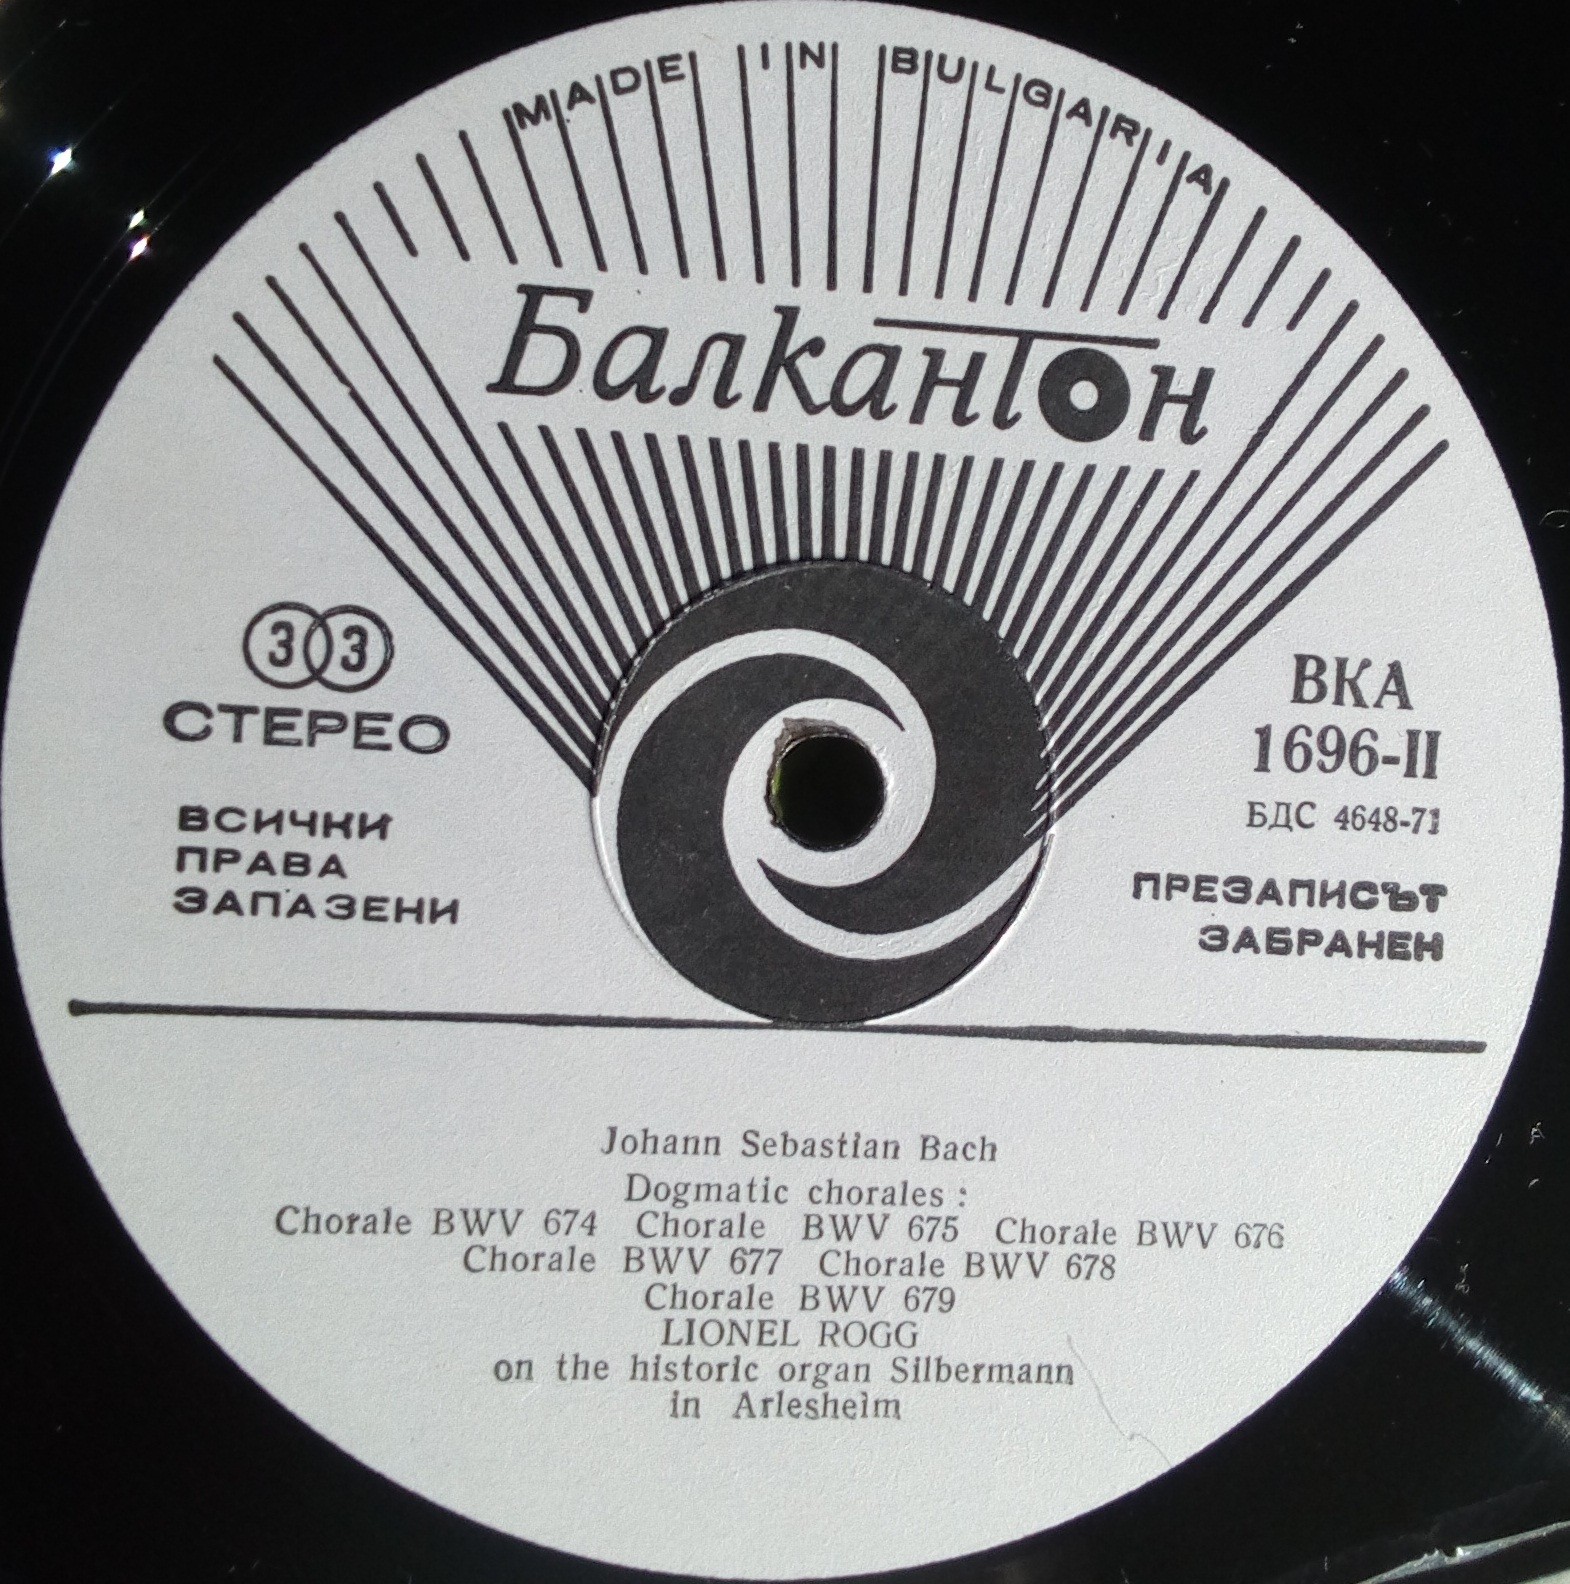 MADE IN BULGARIA
Балкантон
33
СТЕРЕО
ВСИЧКИ
ПРАВА
ЗАПАЗЕНИ
ВКА
1696-II
БДС 4648-71
ПРЕЗАПИСЪТ
ЗАБРАНЕН
Johann Sebastian Bach
Dogmatic chorales :
Chorale BWV 674 Chorale BWV 675 Chorale BWV 676
Chorale BWV 677 Chorale BWV 678
Chorale BWV 679
LIONEL ROGG
on the historic organ Silbermann
in Arlesheim